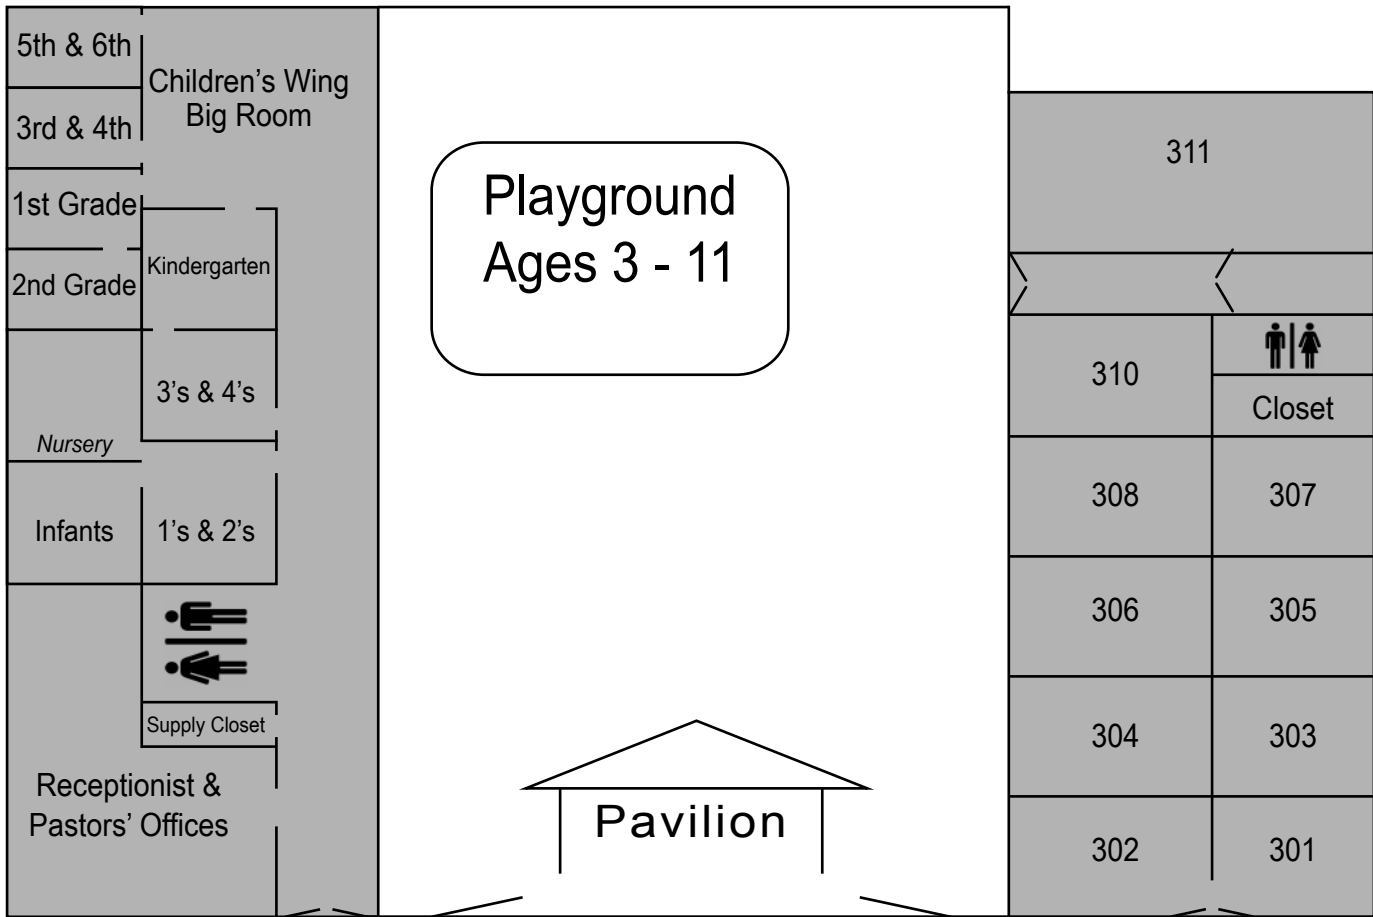 5th & 6th
Children's Wing
Big Room
3rd & 4th
1st Grade
Kindergarten
2nd Grade
3's & 4's
Nursery
Infants
1's & 2's
Supply Closet
Receptionist &
Pastors' Offices
Playground
Ages 3 - 11
Pavilion
311
310
Closet
308
307
306
305
304
303
302
301